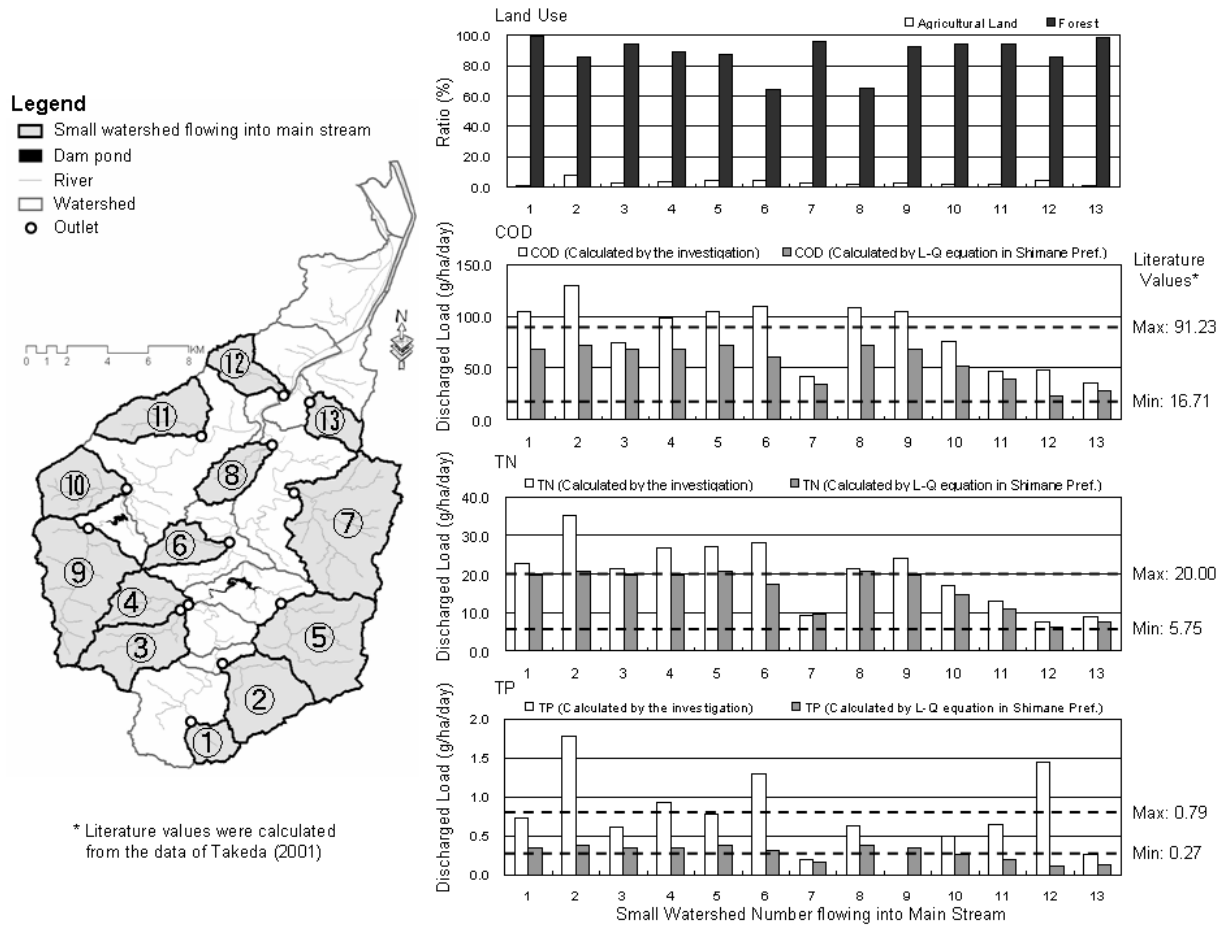 Legend
Small watershed flowing into main stream
Dam pond
River
Watershed
Outlet
KM
0 1 2 4 6 8
N
12
11
13
8
10
7
6
9
4
5
3
2
1
* Literature values were calculated
from the data of Takeda (2001)
Land Use
Agricultural Land Forest
Ratio (%)
100.0
80.0
60.0
40.0
20.0
0.0
1 2 3 4 5 6 7 8 9 10 11 12 13
COD
COD (Calculated by the investigation) COD (Calculated by L-Q equation in Shimane Pref.)
Discharged Load (g/ha/day)
150.0
100.0
50.0
0.0
1 2 3 4 5 6 7 8 9 10 11 12 13
Literature
Values*
Max: 91.23
Min: 16.71
TN
TN (Calculated by the investigation) TN (Calculated by L-Q equation in Shimane Pref.)
Discharged Load (g/ha/day)
40.0
30.0
20.0
10.0
0.0
1 2 3 4 5 6 7 8 9 10 11 12 13
Max: 20.00
Min: 5.75
TP
TP (Calculated by the investigation) TP (Calculated by L-Q equation in Shimane Pref.)
Discharged Load (g/ha/day)
2.0
1.5
1.0
0.5
0.0
1 2 3 4 5 6 7 8 9 10 11 12 13
Max: 0.79
Min: 0.27
Small Watershed Number flowing into Main Stream